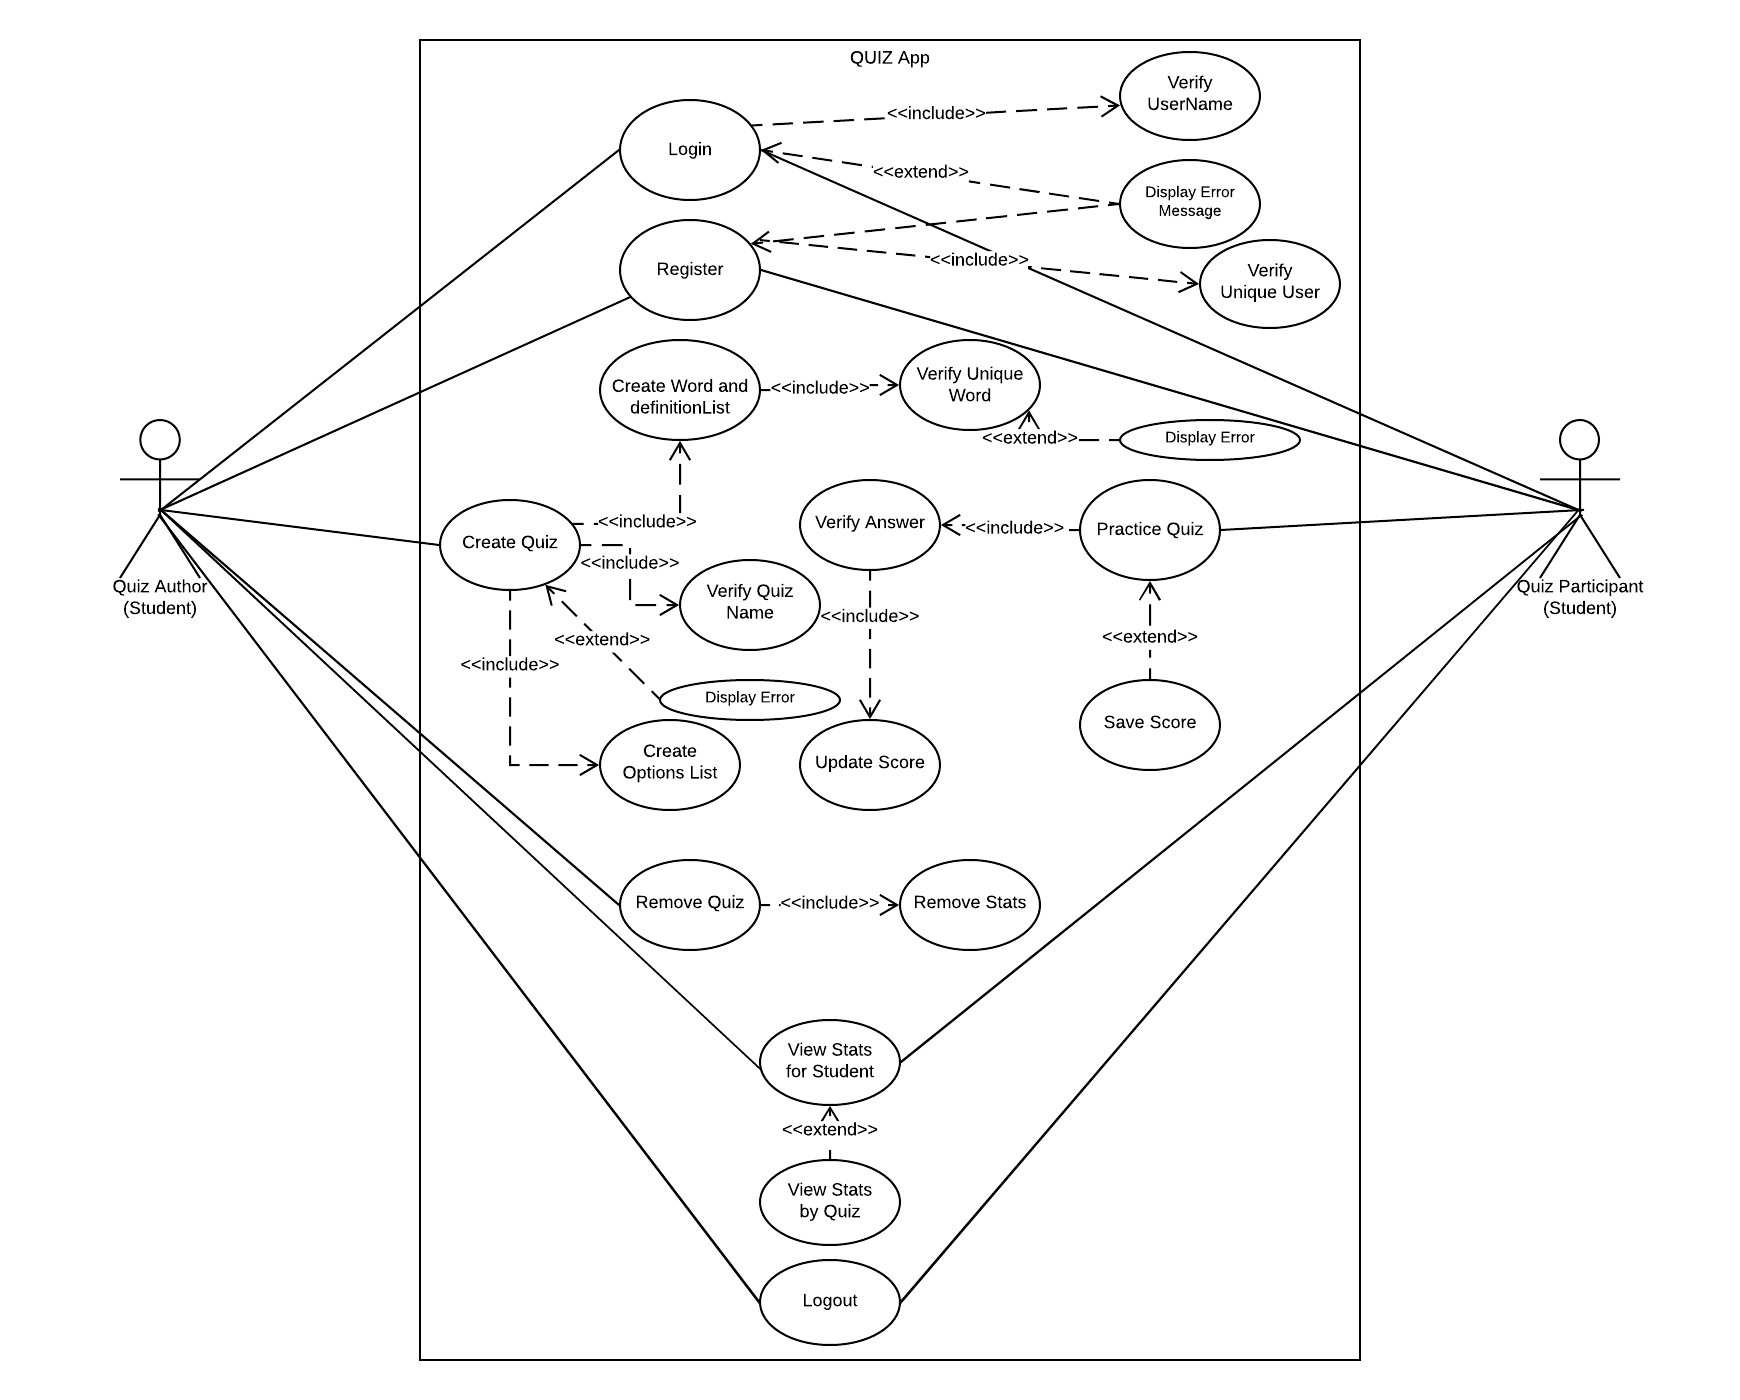 QUIZ App
Verify
UserName
<<include>>
Login
<<extend>>
Display Error
Message
Register
<<include>>
Verify
Unique User
Create Word and
definitionList
<<include>>
Verify Unique
Word
<<extend>>
Display Error
Create Quiz
<<include>>
<<include>>
Verify Answer
<<include>>
Practice Quiz
Quiz Author
(Student)
Quiz Participant
(Student)
Verify Quiz
Name
<<include>>
<<extend>>
<<extend>>
<<include>>
Display Error
Save Score
Create
Options List
Update Score
Remove Quiz
<<include>>
Remove Stats
View Stats
for Student
<<extend>>
View Stats
by Quiz
Logout